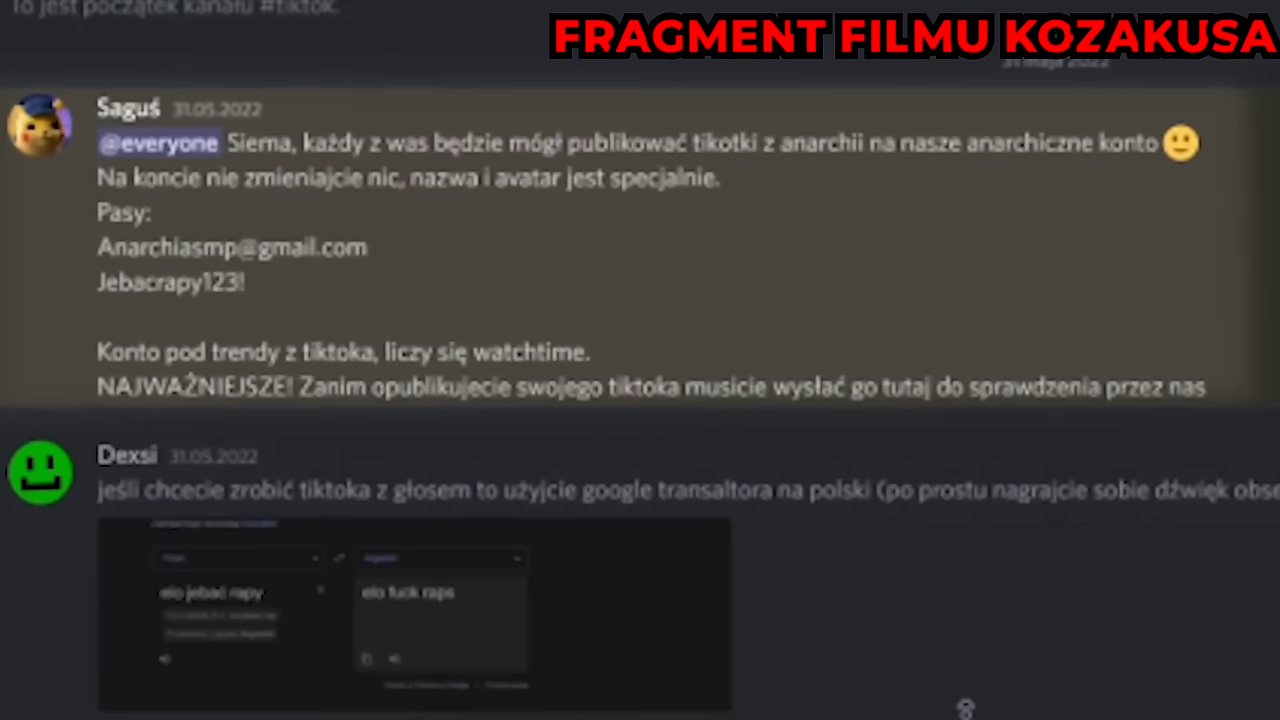 To jest początek kanału #tiktok.
FRAGMENT FILMU KOZAKUSA
31 maja 2022
Saguś 31.05.2022
@everyone Siema, każdy z was będzie mógł publikować tikotki z anarchii na nasze anarchiczne konto 🙂
Na koncie nie zmieniajcie nic, nazwa i avatar jest specjalnie.
Pasy:
Anarchiasmp@gmail.com
Jebacrapy123!
Konto pod trendy z tiktoka, liczy się watchtime.
NAJWAŻNIEJSZE! Zanim opublikujecie swojego tiktoka musicie wysłać go tutaj do sprawdzenia przez nas
Dexsi 31.05.2022
jeśli chcecie zrobić tiktoka z głosem to użyjcie google transaltora na polski (po prostu nagrajcie sobie dźwięk obse
elo jebać rapy
elo fuck raps